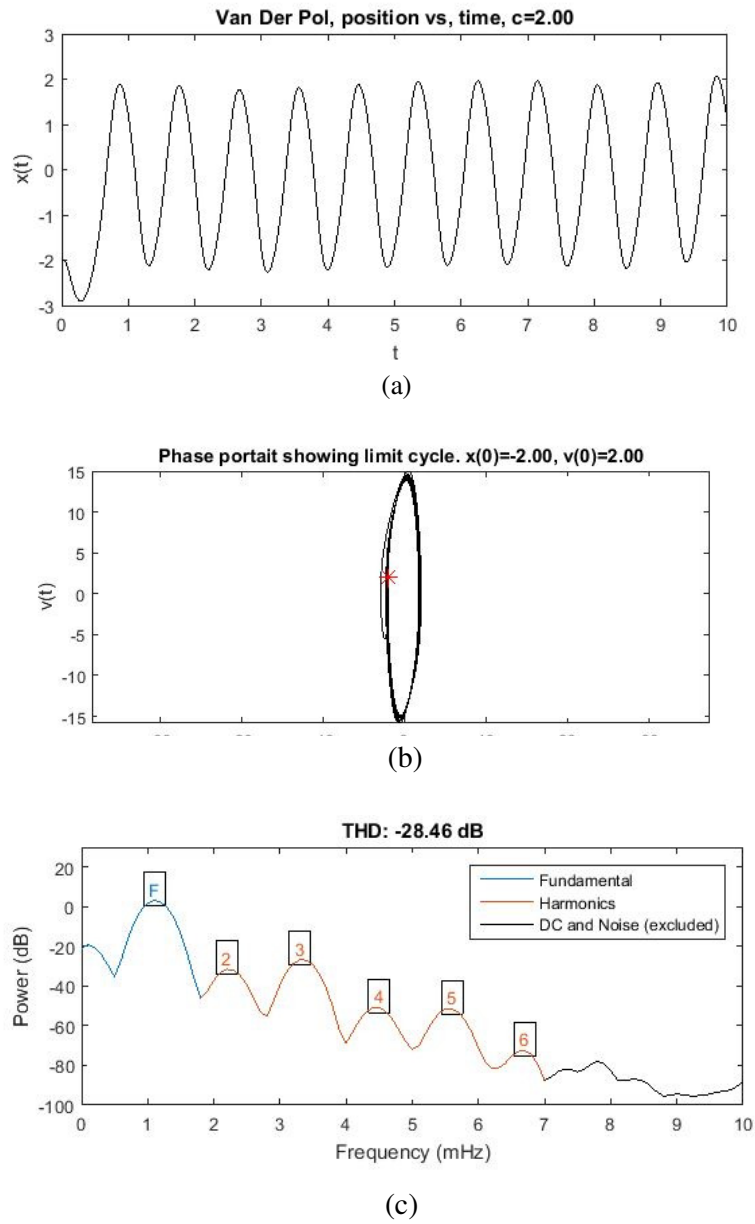 Van Der Pol, position vs, time, c=2.00
3
2
1
0
-1
-2
-3
x(t)
0 1 2 3 4 5 6 7 8 9 10
t
(a)
Phase portait showing limit cycle. x(0)=-2.00, v(0)=2.00
15
10
5
0
-5
-10
-15
v(t)
(b)
THD: -28.46 dB
20
0
-20
-40
-60
-80
-100
Power (dB)
F
2
3
4
5
6
Fundamental
Harmonics
DC and Noise (excluded)
0 1 2 3 4 5 6 7 8 9 10
Frequency (mHz)
(c)